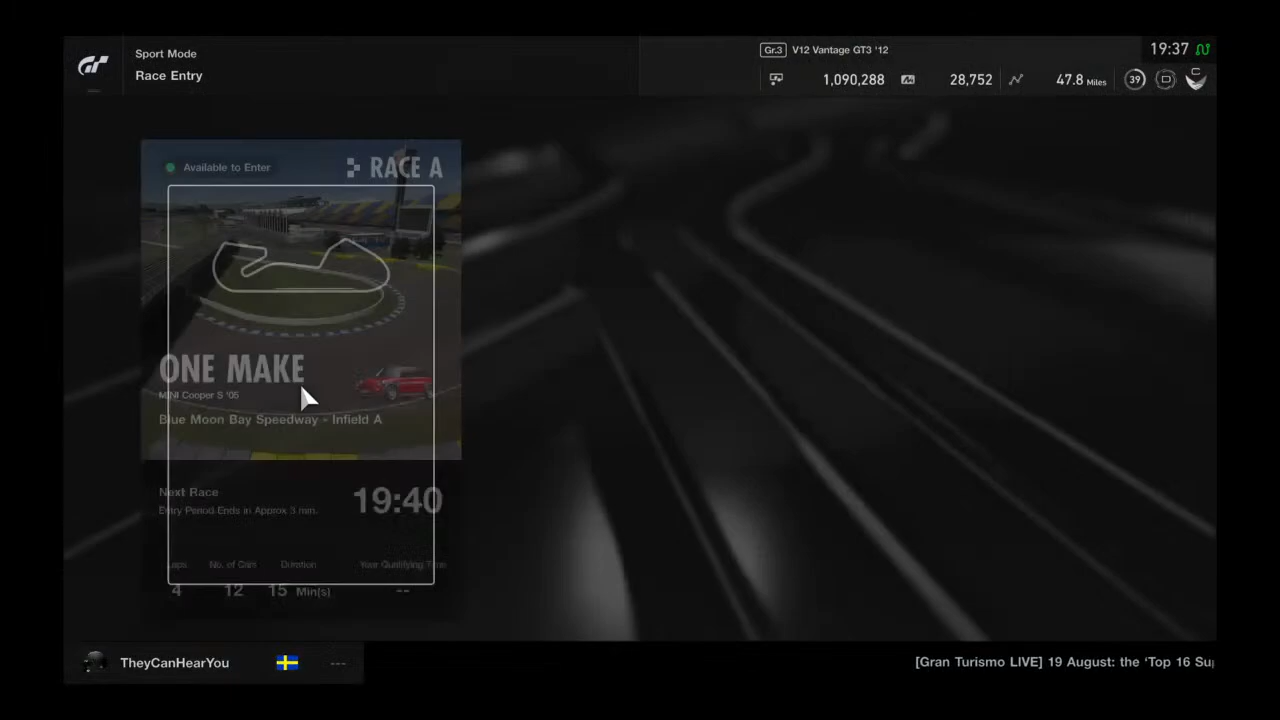 Sport Mode
Race Entry
Gr.3 V12 Vantage GT3 '12
19:37
1,090,288
28,752
47.8 Miles
39
D
C
Available to Enter
RACE A
ONE MAKE
MINI Cooper S '05
Blue Moon Bay Speedway - Infield A
Next Race
19:40
Entry Period Ends in Approx 3 min.
Laps No. of Cars Duration Your Qualifying Time
4 12 15 Min(s) --
TheyCanHearYou ---
[Gran Turismo LIVE] 19 August: the 'Top 16 Su